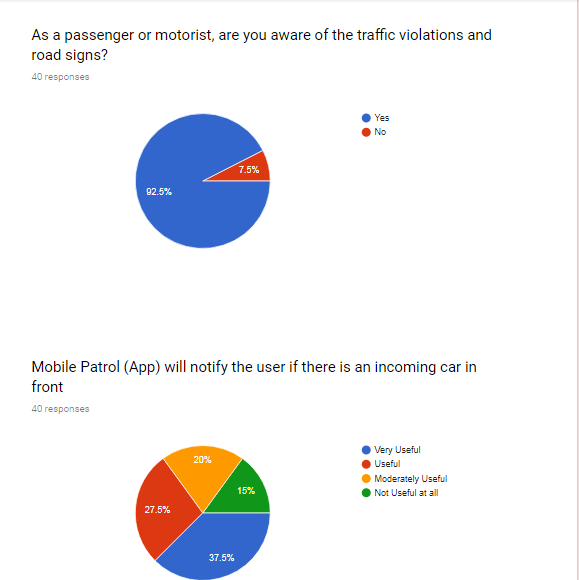 As a passenger or motorist, are you aware of the traffic violations and
road signs?
40 responses
Yes
No
7.5%
92.5%
Mobile Patrol (App) will notify the user if there is an incoming car in
front
40 responses
Very Useful
Useful
Moderately Useful
Not Useful at all
20%
15%
27.5%
37.5%